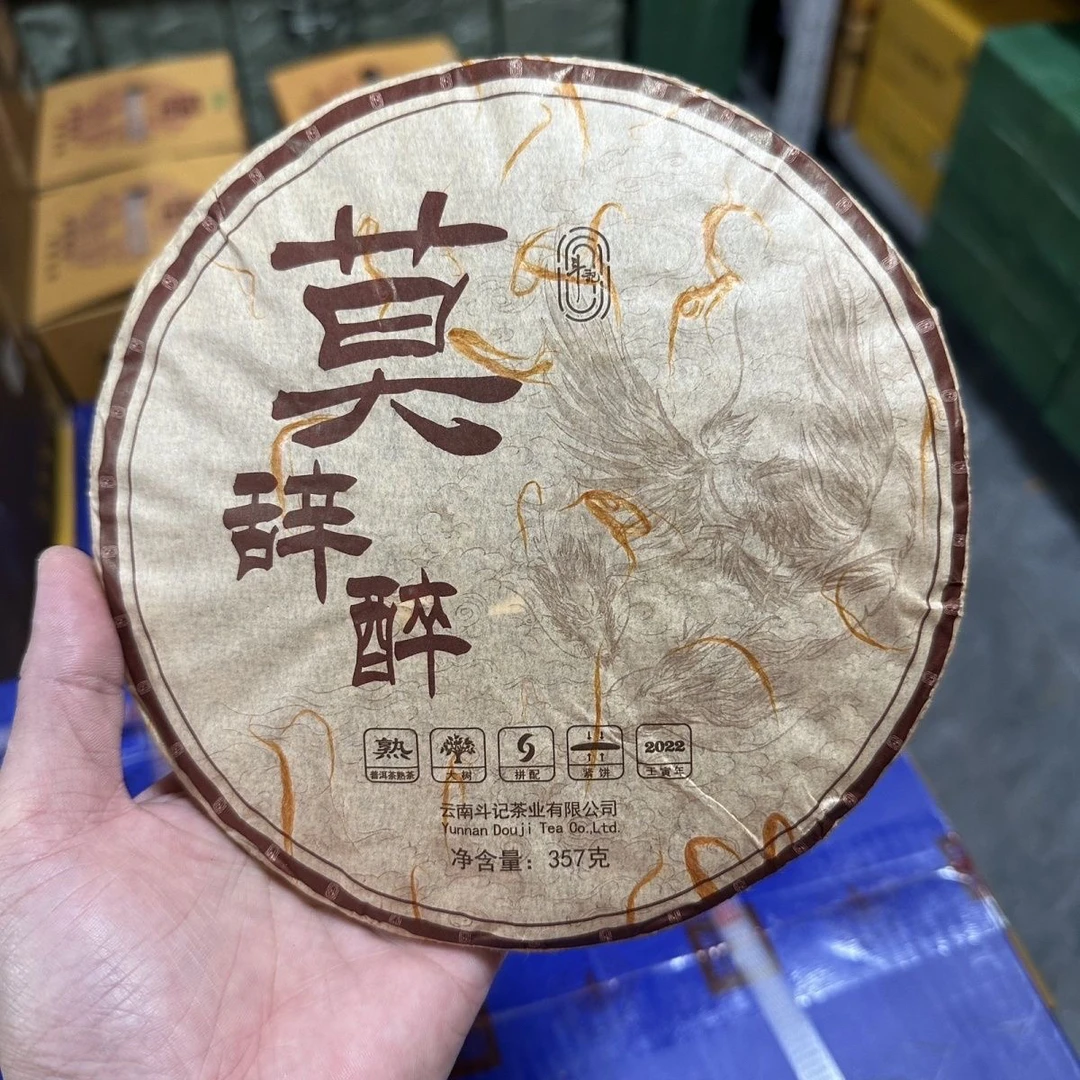 莫
辞
醉
斗记
熟
普洱茶熟茶
大树
拼配
紧饼
2022
壬寅年
云南斗记茶业有限公司
Yunnan Douji Tea Co.,Ltd.
净含量：357克